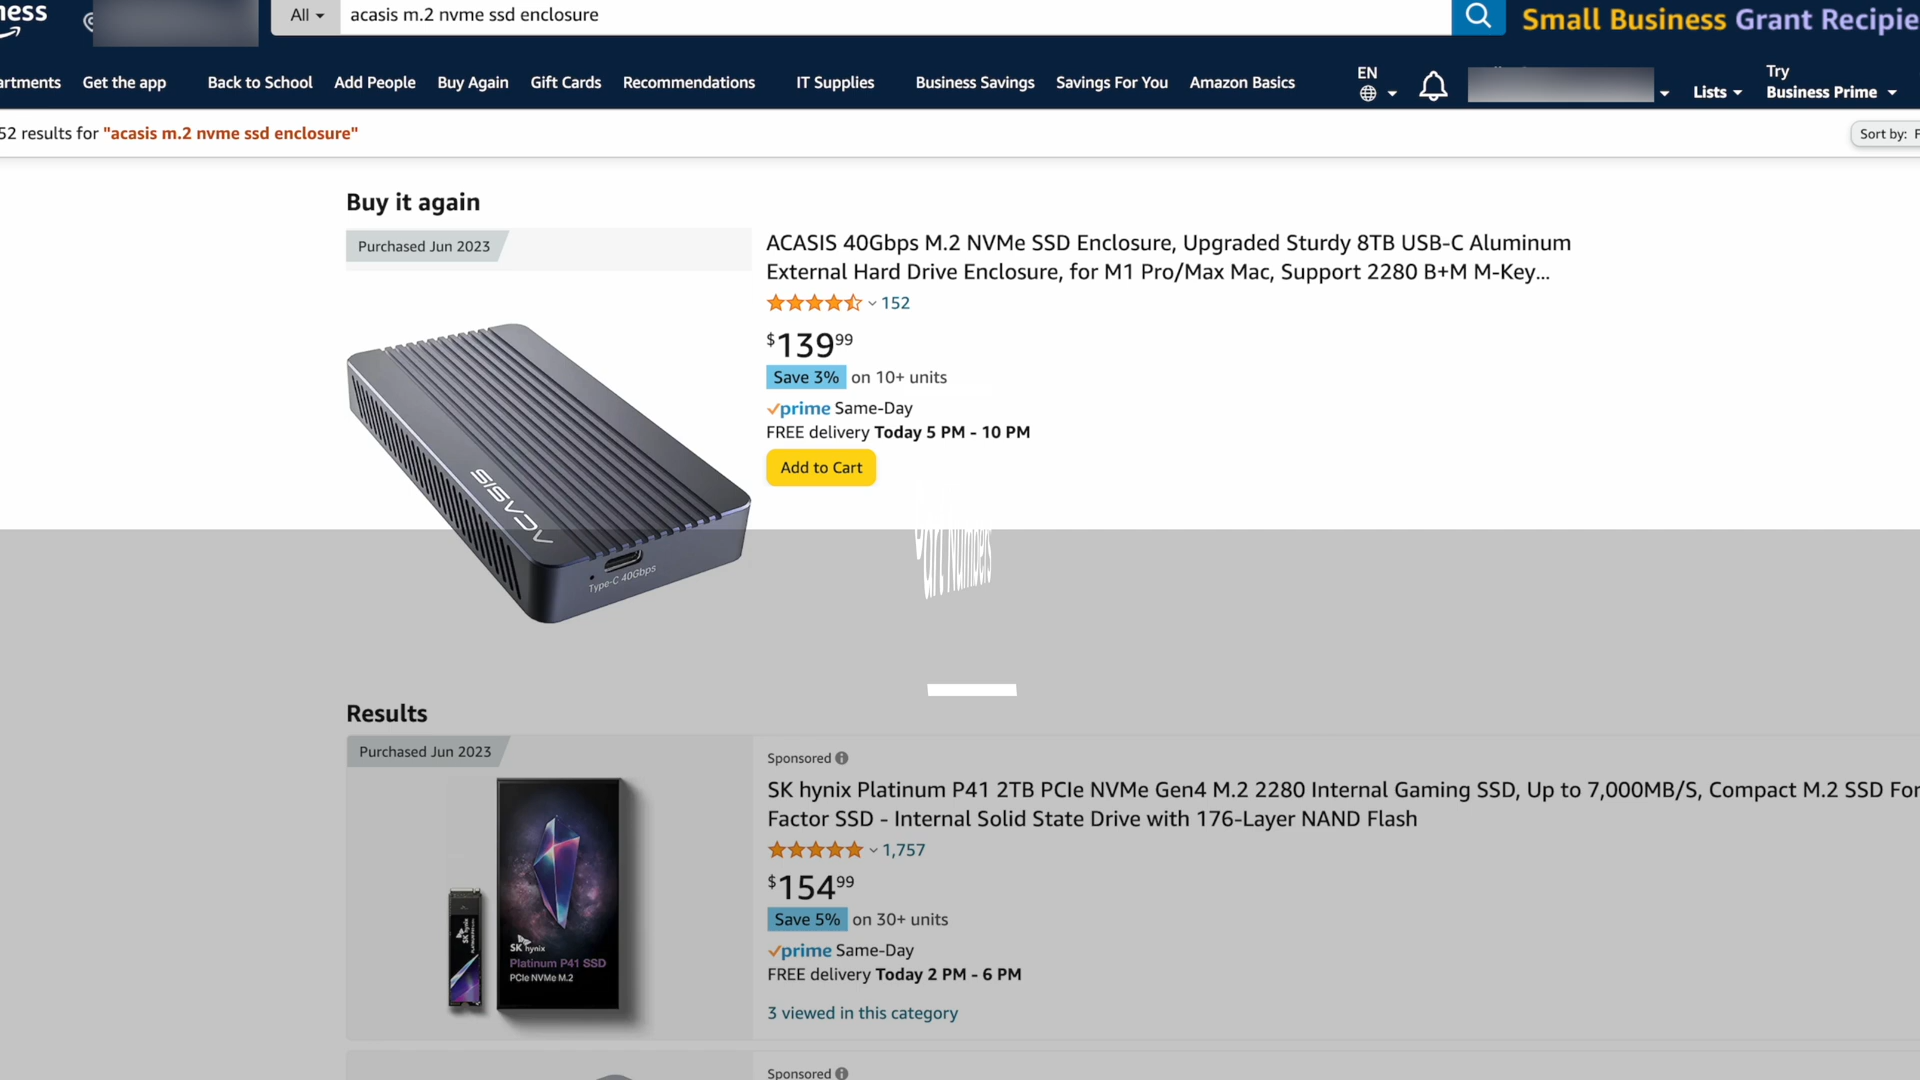 ness
All
acasis m.2 nvme ssd enclosure
Small Business Grant Recipie
artments
Get the app
Back to School
Add People
Buy Again
Gift Cards
Recommendations
IT Supplies
Business Savings
Savings For You
Amazon Basics
EN
Lists
Try
Business Prime
52 results for "acasis m.2 nvme ssd enclosure"
Sort by: F
Buy it again
Purchased Jun 2023
ACASIS 40Gbps M.2 NVMe SSD Enclosure, Upgraded Sturdy 8TB USB-C Aluminum
External Hard Drive Enclosure, for M1 Pro/Max Mac, Support 2280 B+M M-Key...
152
$139.99
Save 3% on 10+ units
prime Same-Day
FREE delivery Today 5 PM - 10 PM
Add to Cart
ACASIS
Type-C 40Gbps
Part Numbers
Results
Purchased Jun 2023
SK hynix
Platinum P41 SSD
PCIe NVMe M.2
SK hynix
Sponsored
SK hynix Platinum P41 2TB PCIe NVMe Gen4 M.2 2280 Internal Gaming SSD, Up to 7,000MB/S, Compact M.2 SSD For
Factor SSD - Internal Solid State Drive with 176-Layer NAND Flash
1,757
$154.99
Save 5% on 30+ units
prime Same-Day
FREE delivery Today 2 PM - 6 PM
3 viewed in this category
Sponsored